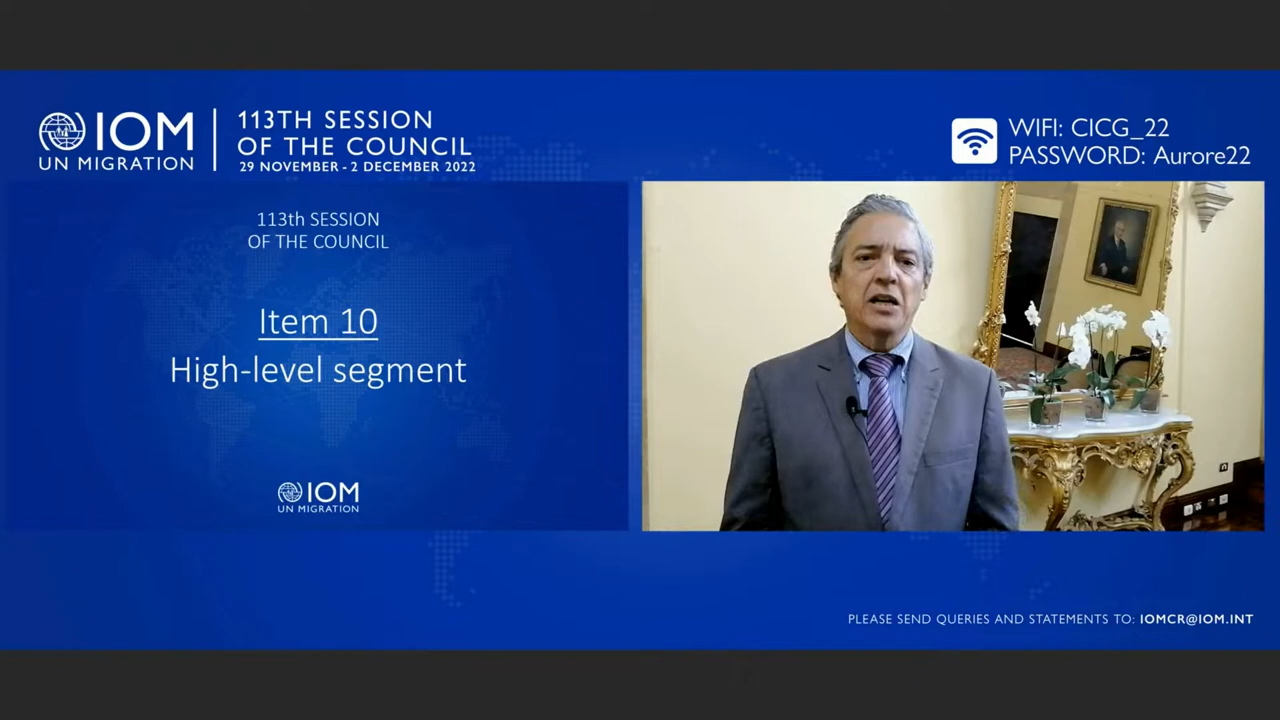 IOM
UN MIGRATION
113TH SESSION
OF THE COUNCIL
29 NOVEMBER - 2 DECEMBER 2022
WIFI: CICG_22
PASSWORD: Aurore22
113th SESSION
OF THE COUNCIL
Item 10
High-level segment
IOM
UN MIGRATION
PLEASE SEND QUERIES AND STATEMENTS TO: IOMCR@IOM.INT